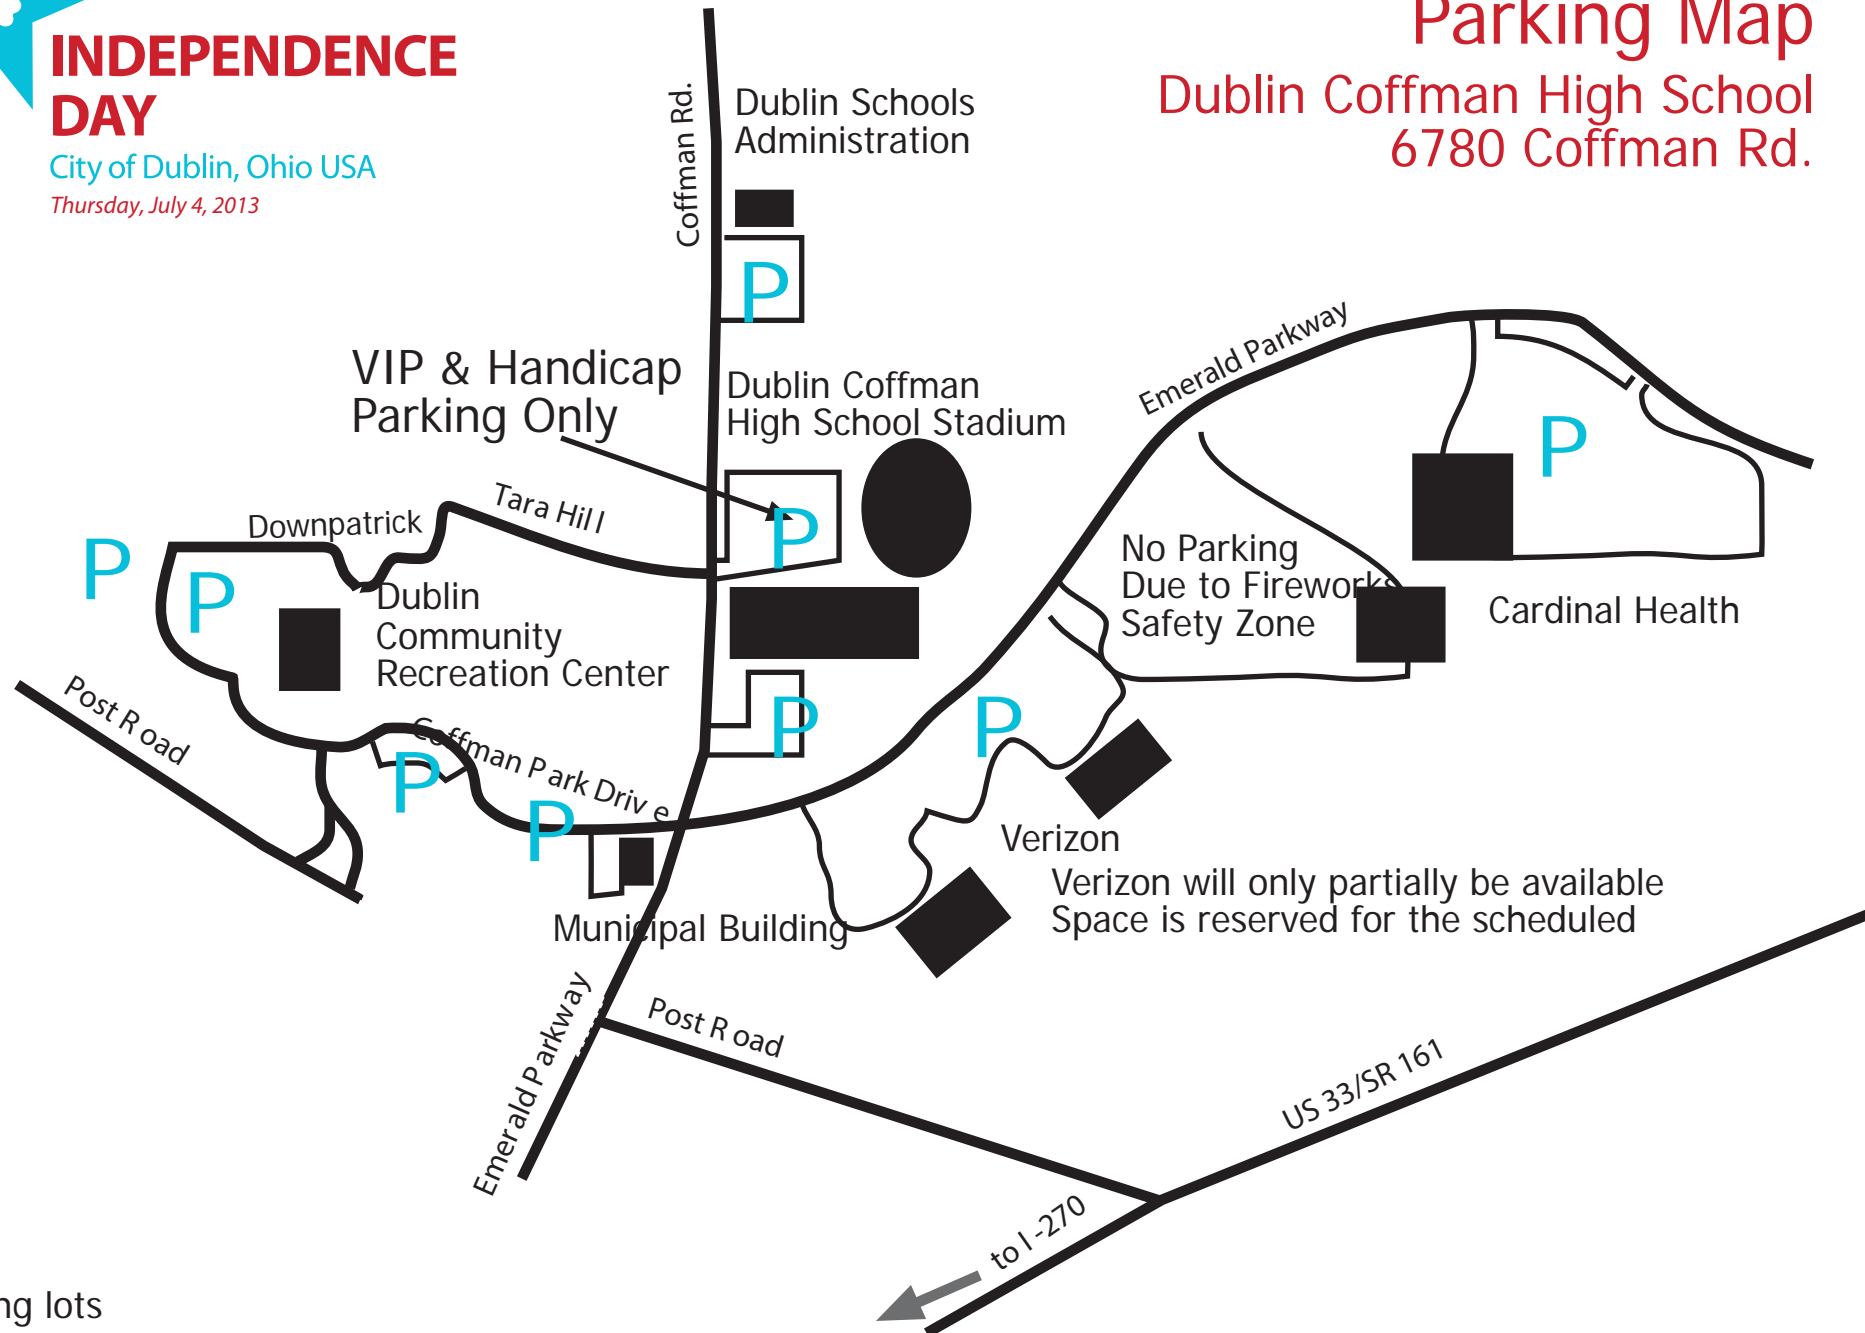 INDEPENDENCE
DAY
City of Dublin, Ohio USA
Thursday, July 4, 2013
Parking Map
Dublin Coffman High School
6780 Coffman Rd.
Coffman Rd.
Dublin Schools
Administration
P
VIP & Handicap
Parking Only
Dublin Coffman
High School Stadium
Emerald Parkway
P
Tara Hill
Downpatrick
P
P
P
No Parking
Due to Fireworks
Safety Zone
Cardinal Health
Dublin
Community
Recreation Center
Post Road
Coffman Park Drive
P
P
P
P
Verizon
Verizon will only partially be available
Space is reserved for the scheduled
Municipal Building
Emerald Parkway
Post Road
US 33/SR 161
to I-270
lots